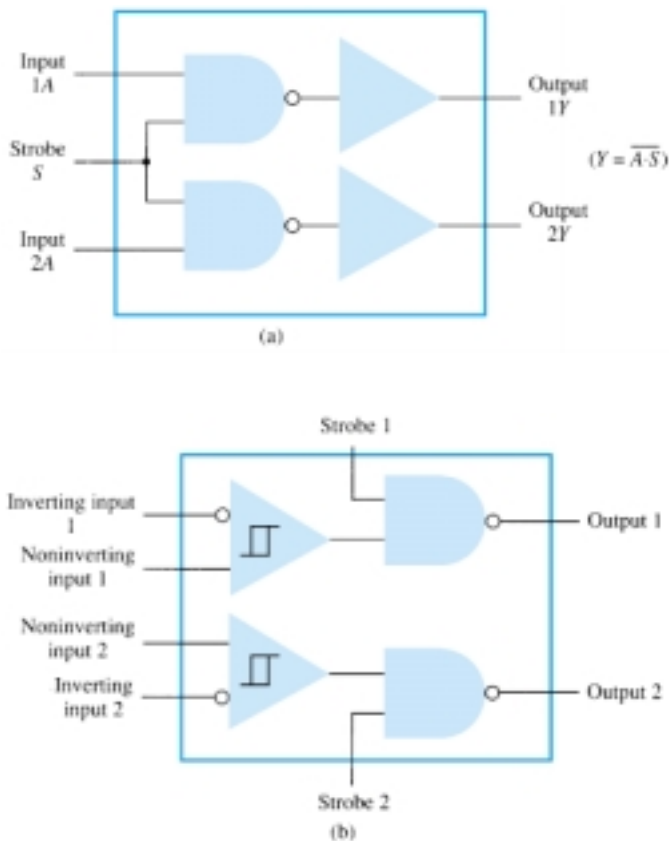 Input
1A
Output
1Y
Strobe
S
(Y = \overline{A·S})
Output
2Y
Input
2A
(a)
Strobe 1
Inverting input
1
Output 1
Noninverting
input 1
Noninverting
input 2
Inverting
input 2
Output 2
Strobe 2
(b)